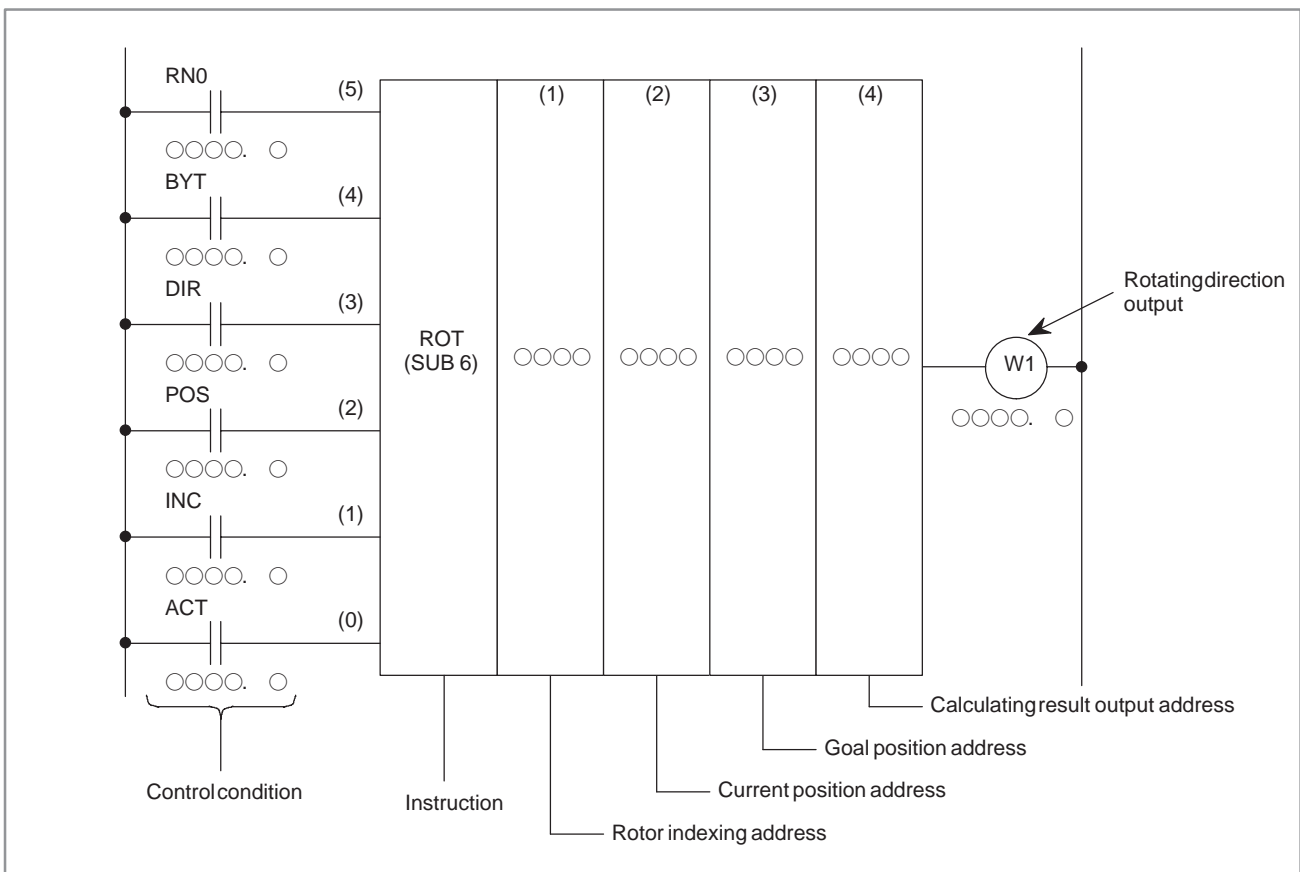 RN0
(5)
○○○○. ○
BYT
(4)
○○○○. ○
DIR
(3)
○○○○. ○
POS
(2)
○○○○. ○
INC
(1)
○○○○. ○
ACT
(0)
○○○○. ○
Control condition
ROT
(SUB 6)
Instruction
(1)
○○○○
Rotor indexing address
(2)
○○○○
Current position address
(3)
○○○○
Goal position address
(4)
○○○○
Calculating result output address
Rotating direction
output
W1
○○○○. ○